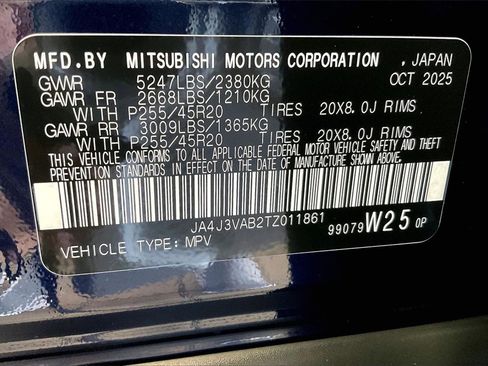 MFD.BY MITSUBISHI MOTORS CORPORATION . JAPAN
GVWR 5247LBS/2380KG OCT 2025
GAWR FR 2668LBS/1210KG
WITH P255/45R20 TIRES 20X8.0J RIMS
GAWR RR 3009LBS/1365KG
WITH P255/45R20 TIRES 20X8.0J RIMS
THIS VEHICLE CONFORMS TO ALL APPLICABLE FEDERAL MOTOR VEHICLE SAFETY AND THEFT
PREVENTION STANDARDS IN EFFECT ON THE DATE OF MANUFACTURE SHOWN ABOVE.
JA4J3VAB2TZ011861
VEHICLE TYPE:MPV 99079W25 0P